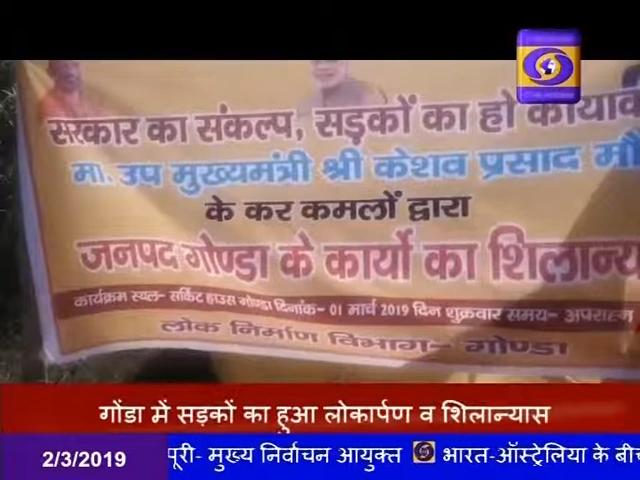 सरकार का संकल्प, सड़कों का हो
मा. उप मुख्यमंत्री श्री केशव प्रसाद
के कर कमलों द्वारा
जनपद गोण्डा के कार्यो का शिलान्या
कार्यक्रम स्थल- सर्किट हाउस गोण्डा दिनांक- 01 मार्च 2019 दिन शुक्रवार समय- अपराह्न
लोक निर्माण विभाग- गोण्डा
गोंडा में सड़कों का हुआ लोकार्पण व शिलान्यास
2/3/2019
पूरी- मुख्य निर्वाचन आयुक्त भारत-ऑस्ट्रेलिया के बीच